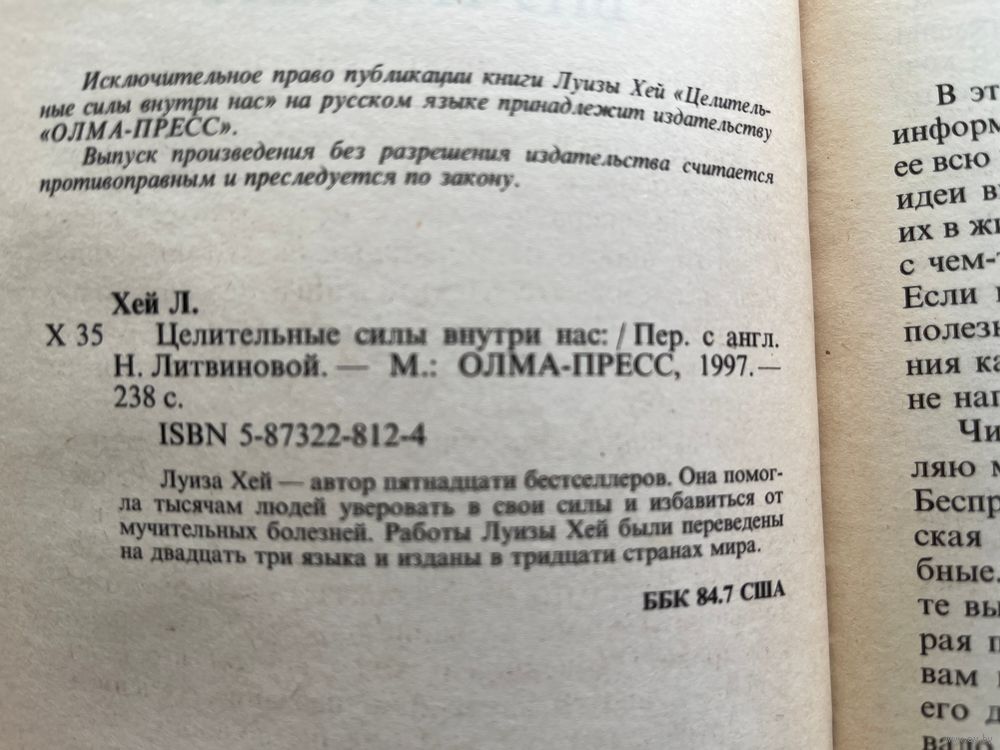 Исключительное право публикации книги Луизы Хей «Целитель-
ные силы внутри нас» на русском языке принадлежит издательству
«ОЛМА-ПРЕСС».
Выпуск произведения без разрешения издательства считается
противоправным и преследуется по закону.
Хей Л.
Х 35 Целительные силы внутри нас: / Пер. с англ.
Н. Литвиновой. — М.: ОЛМА-ПРЕСС, 1997.—
238 с.
ISBN 5-87322-812-4
Луиза Хей — автор пятнадцати бестселлеров. Она помог-
ла тысячам людей уверовать в свои силы и избавиться от
мучительных болезней. Работы Луизы Хей были переведены
на двадцать три языка и изданы в тридцати странах мира.
ББК 84.7 США
В эт
информ
ее всю
идеи в
их в жи
с чем-т
Если
полезн
ния ка
не нап
Чи
ляю м
Беспр
ская
бные.
те вы
рая п
вам
его д